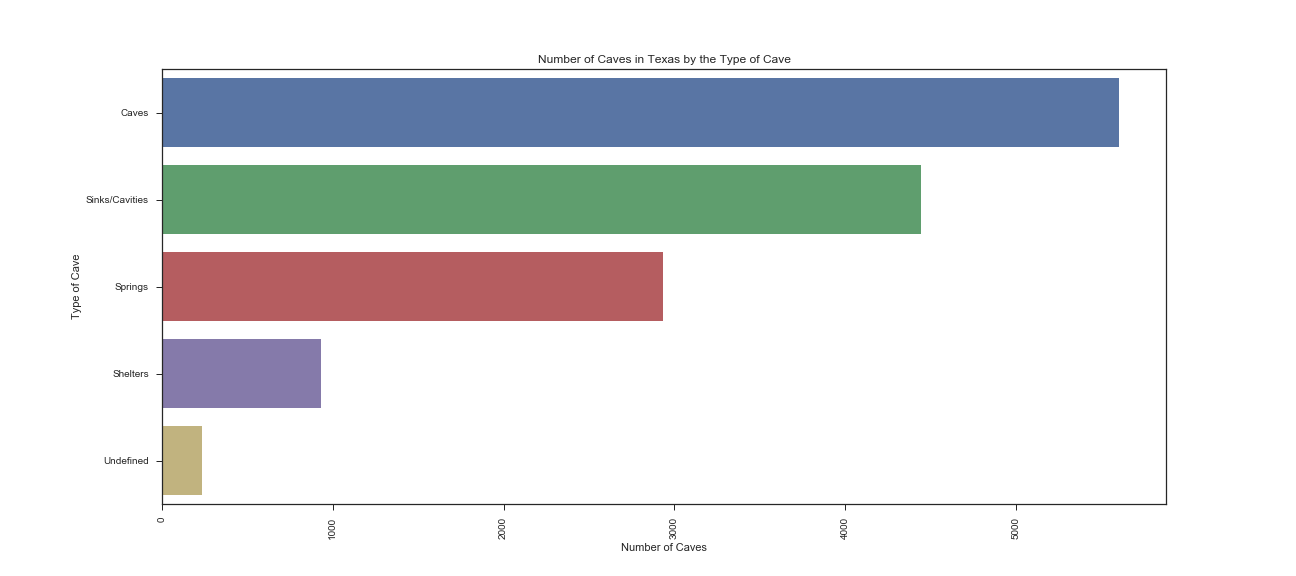 Number of Caves in Texas by the Type of Cave
Type of Cave
Caves
Sinks/Cavities
Springs
Shelters
Undefined
0
1000
2000
3000
4000
5000
Number of Caves